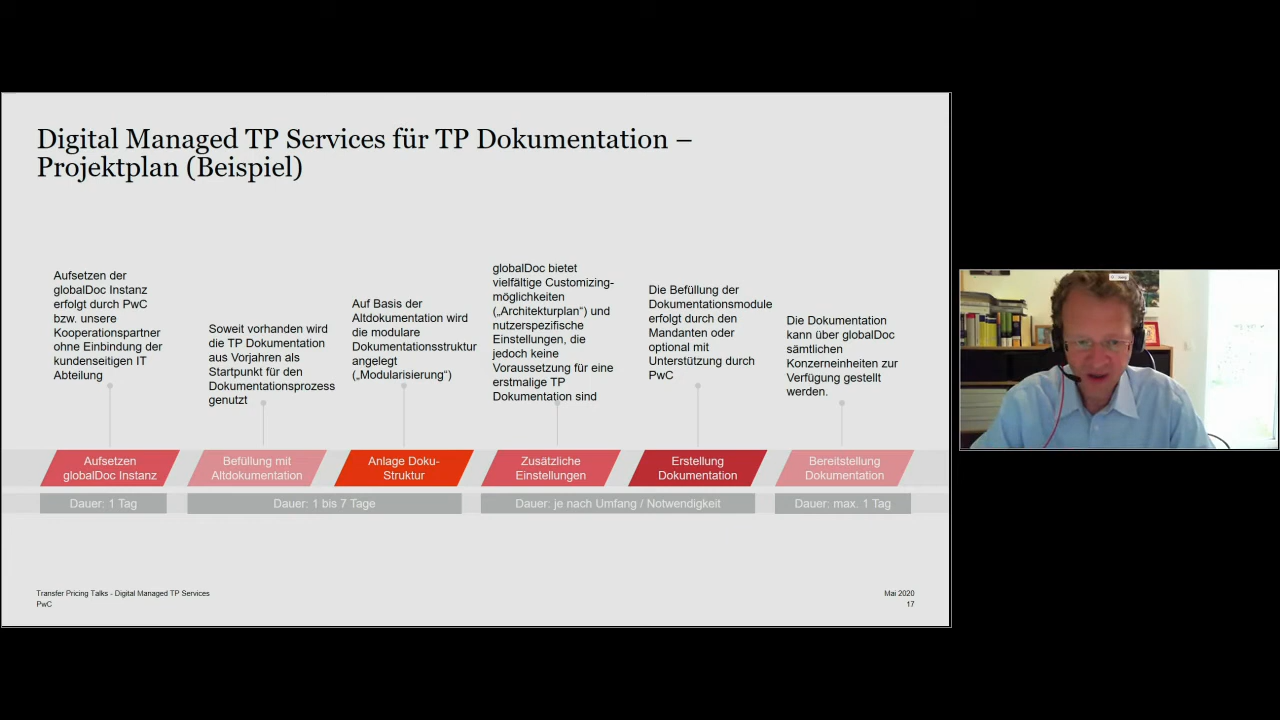 Digital Managed TP Services für TP Dokumentation –
Projektplan (Beispiel)
Aufsetzen der
globalDoc Instanz
erfolgt durch PwC
bzw. unsere
Kooperationspartner
ohne Einbindung der
kundenseitigen IT
Abteilung
Soweit vorhanden wird
die TP Dokumentation
aus Vorjahren als
Startpunkt für den
Dokumentationsprozess
genutzt
Auf Basis der
Altdokumentation wird
die modulare
Dokumentationsstruktur
angelegt
(„Modularisierung“)
globalDoc bietet
vielfältige Customizing-
möglichkeiten
(„Architekturplan“) und
nutzerspezifische
Einstellungen, die
jedoch keine
Voraussetzung für eine
erstmalige TP
Dokumentation sind
Die Befüllung der
Dokumentationsmodule
erfolgt durch den
Mandanten oder
optional mit
Unterstützung durch
PwC
Die Dokumentation
kann über globalDoc
sämtlichen
Konzerneinheiten zur
Verfügung gestellt
werden.
Aufsetzen
globalDoc Instanz
Befüllung mit
Altdokumentation
Anlage Doku-
Struktur
Zusätzliche
Einstellungen
Erstellung
Dokumentation
Bereitstellung
Dokumentation
Dauer: 1 Tag
Dauer: 1 bis 7 Tage
Dauer: je nach Umfang / Notwendigkeit
Dauer: max. 1 Tag
Transfer Pricing Talks - Digital Managed TP Services
PwC
Mai 2020
17